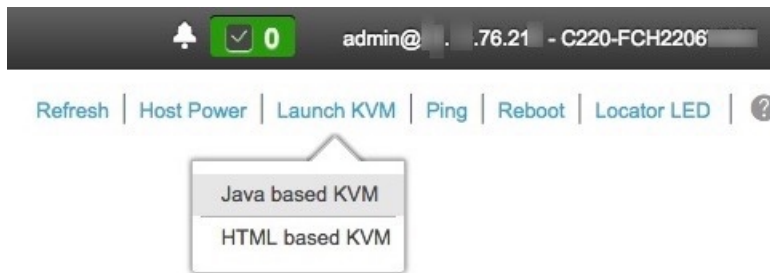 0 admin@ . .76.21 - C220-FCH2206
Refresh | Host Power | Launch KVM | Ping | Reboot | Locator LED | ?
Java based KVM
HTML based KVM